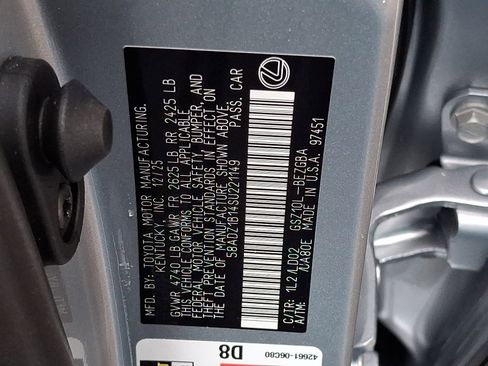 MFD. BY: TOYOTA MOTOR MANUFACTURING.
KENTUCKY, INC. 12/25
GVWR 4740 LB GAWR FR 2625 LB RR 2425 LB
THIS VEHICLE CONFORMS TO ALL APPLICABLE
FEDERAL MOTOR VEHICLE SAFETY, BUMPER, AND
THEFT PREVENTION STANDARDS IN EFFECT ON
THE DATE OF MANUFACTURE SHOWN ABOVE.
58ADZ1B14SU221149 PASS. CAR
C/TR: 1L2/LD02 GSZ10L-BEZGBA
A/TM: /UA80E MADE IN U.S.A. 97451
42661-06C80
D8